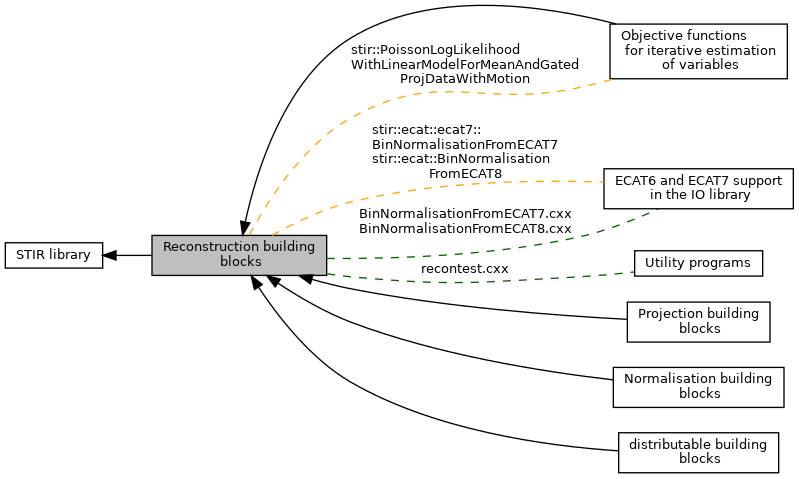 Objective functions
for iterative estimation
of variables
stir::PoissonLogLikelihood
WithLinearModelForMeanAndGated
ProjDataWithMotion
stir::ecat::ecat7::
BinNormalisationFromECAT7
stir::ecat::BinNormalisation
FromECAT8
ECAT6 and ECAT7 support
in the IO library
BinNormalisationFromECAT7.cxx
BinNormalisationFromECAT8.cxx
STIR library
Reconstruction building
blocks
recontest.cxx
Utility programs
Projection building
blocks
Normalisation building
blocks
distributable building
blocks